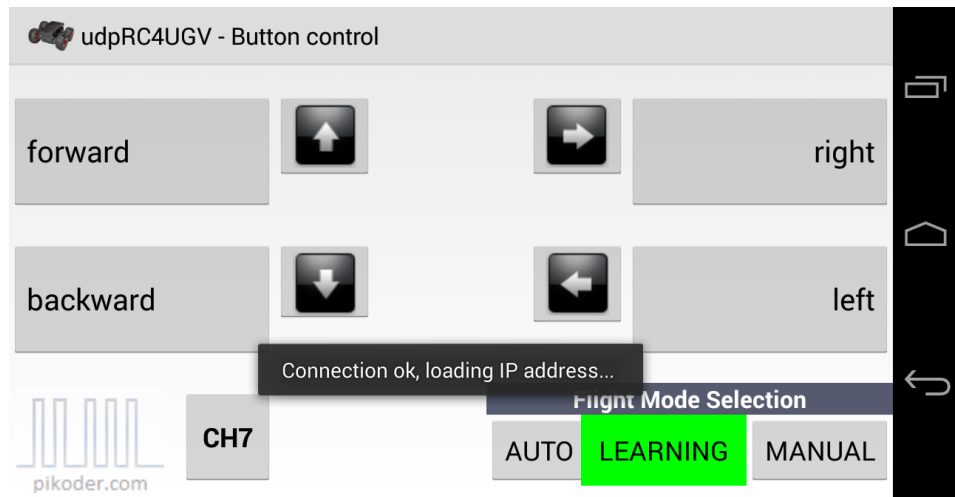 udpRC4UGV - Button control
forward
right
backward
left
Connection ok, loading IP address...
Flight Mode Selection
CH7
AUTO
LEARNING
MANUAL
pikoder.com